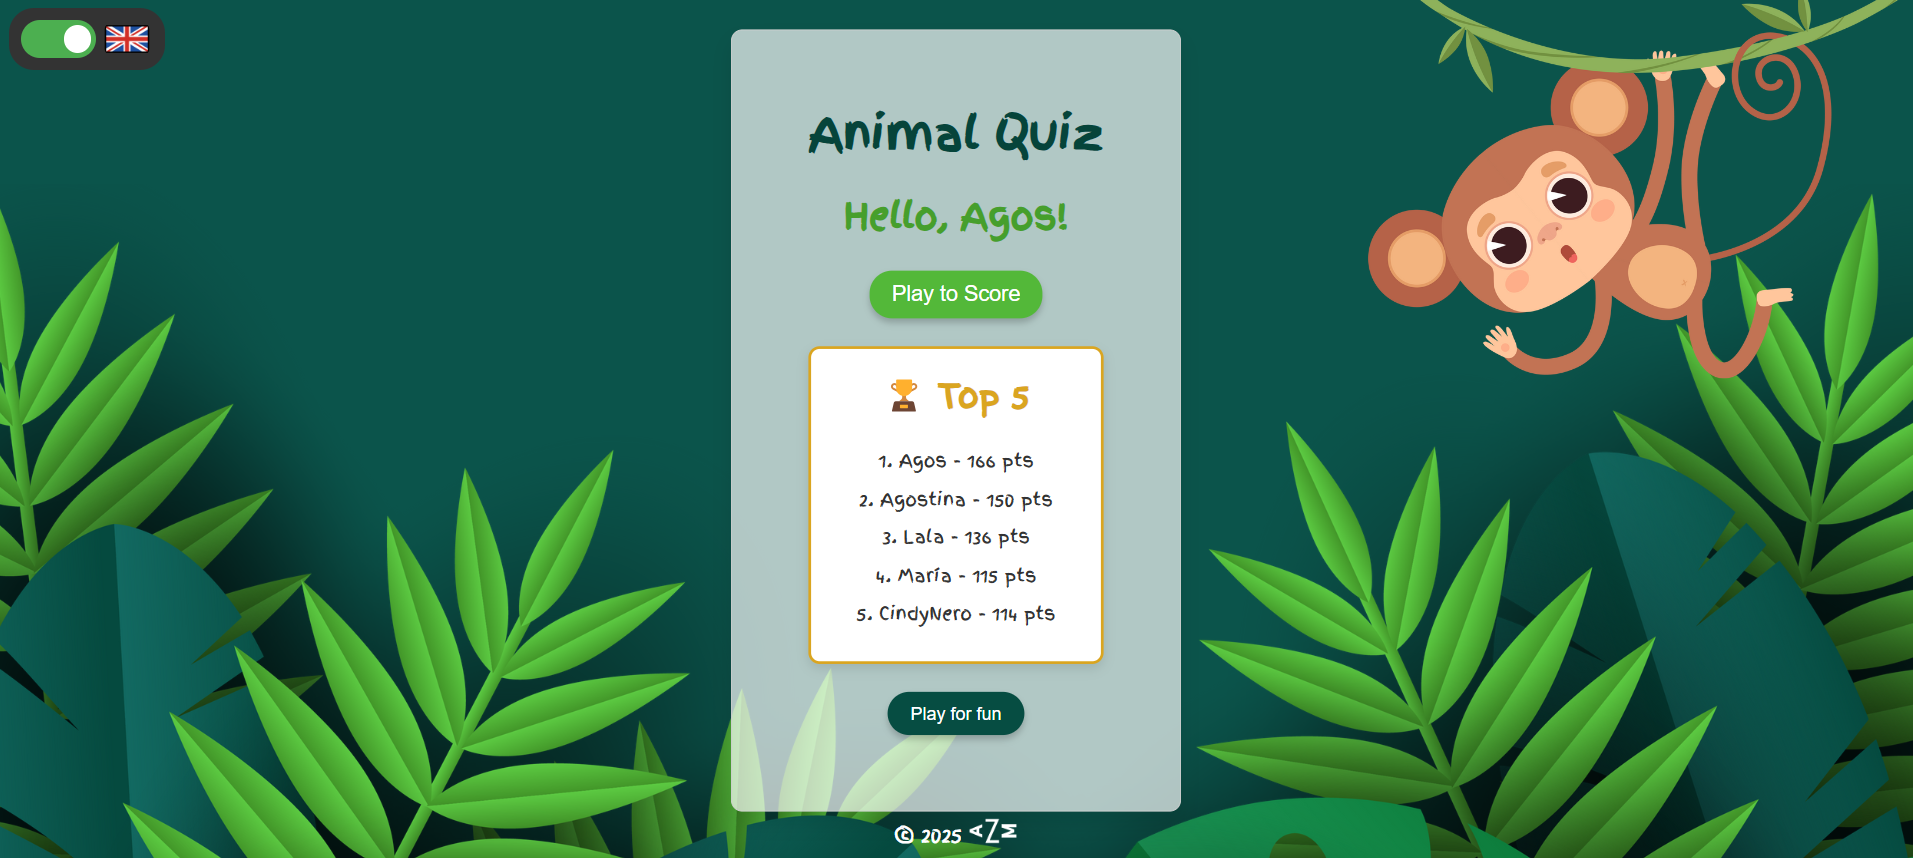 Animal Quiz
Hello, Agos!
Play to Score
Top 5
1. Agos - 166 pts
2. Agostina - 150 pts
3. Lala - 136 pts
4. María - 115 pts
5. CindyNero - 114 pts
Play for fun
© 2025 AZM